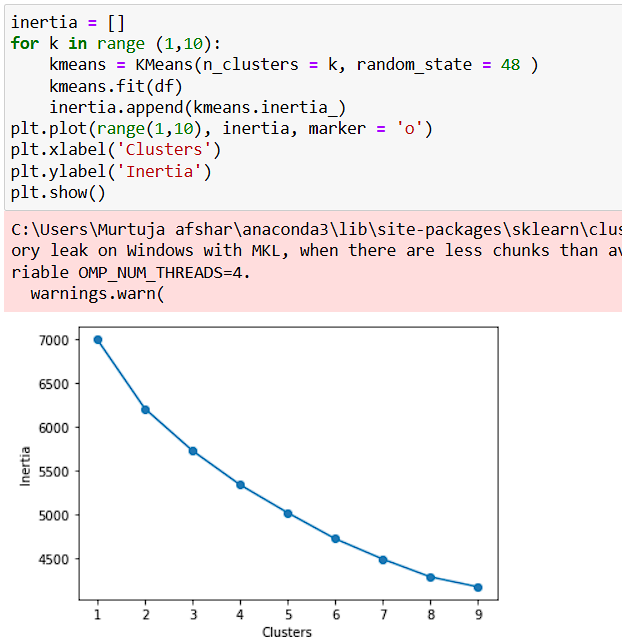 inertia = []
for k in range (1,10):
    kmeans = KMeans(n_clusters = k, random_state = 48 )
    kmeans.fit(df)
    inertia.append(kmeans.inertia_)
plt.plot(range(1,10), inertia, marker = 'o')
plt.xlabel('Clusters')
plt.ylabel('Inertia')
plt.show()
C:\Users\Murtuja afshar\anaconda3\lib\site-packages\sklearn\clus
ory leak on Windows with MKL, when there are less chunks than av
riable OMP_NUM_THREADS=4.
  warnings.warn(
7000
6500
6000
5500
5000
4500
Inertia
1 2 3 4 5 6 7 8 9
Clusters